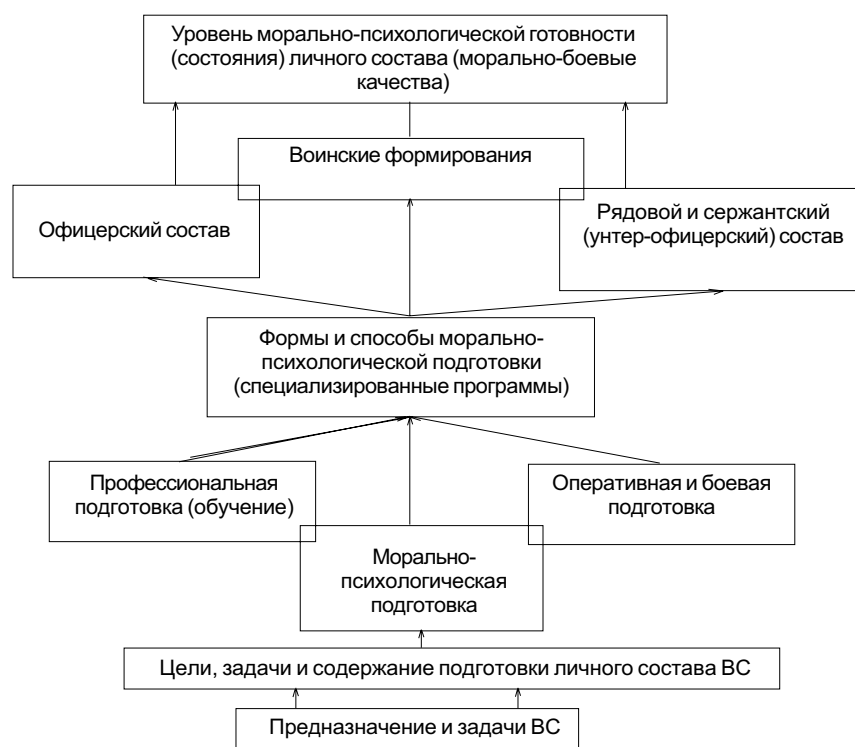 Уровень морально-психологической готовности
(состояния) личного состава (морально-боевые
качества)
Воинские формирования
Офицерский состав
Рядовой и сержантский
(унтер-офицерский) состав
Формы и способы морально-
психологической подготовки
(специализированные программы)
Профессиональная
подготовка (обучение)
Оперативная и боевая
подготовка
Морально-
психологическая
подготовка
Цели, задачи и содержание подготовки личного состава ВС
Предназначение и задачи ВС